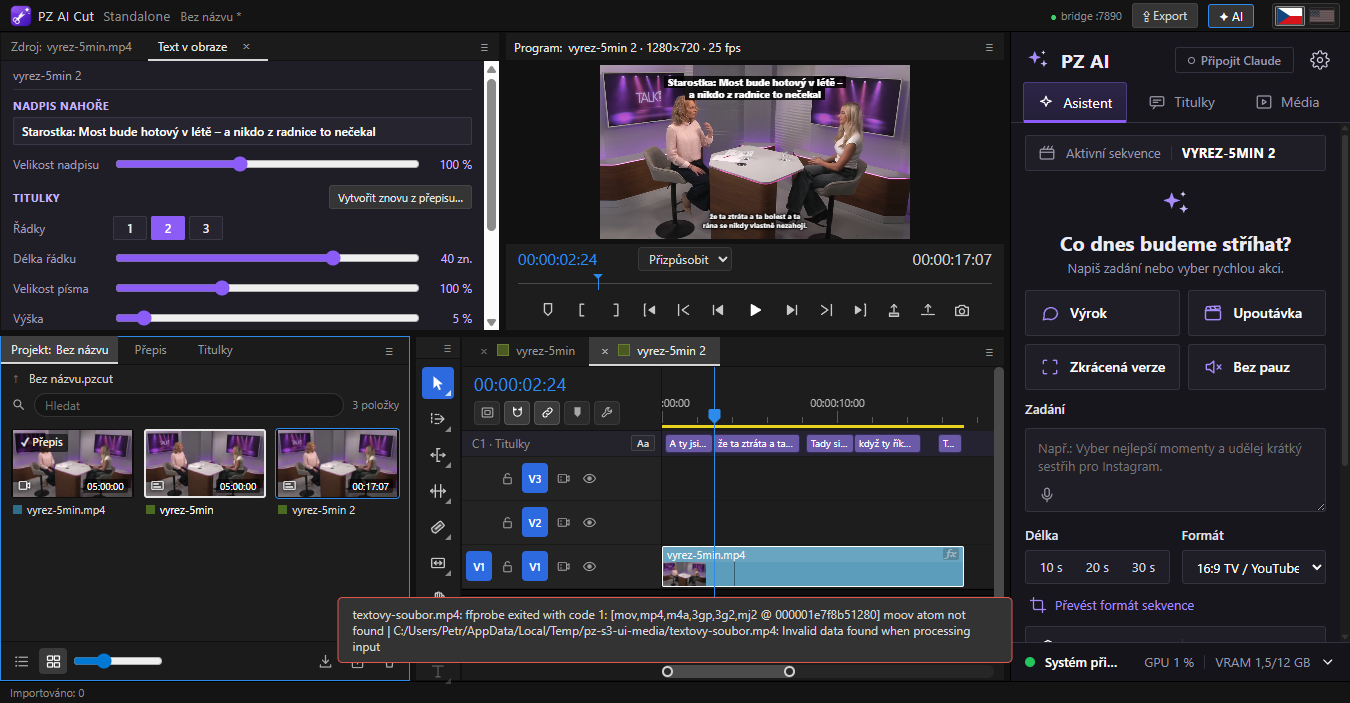 PZ AI Cut Standalone Bez názvu *
bridge :7890 Export AI
Zdroj: vyrez-5min.mp4 Text v obraze ×
vyrez-5min 2
NADPIS NAHOŘE
Starostka: Most bude hotový v létě – a nikdo z radnice to nečekal
Velikost nadpisu 100 %
TITULKY Vytvořit znovu z přepisu...
Řádky 1 2 3
Délka řádku 40 zn.
Velikost písma 100 %
Výška 5 %
Program: vyrez-5min 2 · 1280×720 · 25 fps
TALK
Starostka: Most bude hotový v létě –
a nikdo z radnice to nečekal
že ta ztráta a ta bolest a ta
rána se nikdy vlastně nezahojí.
00:00:02:24 Přizpůsobit 00:00:17:07
Projekt: Bez názvu Přepis Titulky
↑ Bez názvu.pzcut
Hledat 3 položky
✓ Přepis
05:00:00 05:00:00 00:17:07
vyrez-5min.mp4 vyrez-5min vyrez-5min 2
× vyrez-5min × vyrez-5min 2
00:00:02:24
:00:00 00:00:10:00
C1 · Titulky Aa A ty jsi... že ta ztráta a ta... Tady si... když ty řík... T...
V3
V2
V1 V1 vyrez-5min.mp4 fx
textovy-soubor.mp4: ffprobe exited with code 1: [mov,mp4,m4a,3gp,3g2,mj2 @ 000001e7f8b51280] moov atom not
found | C:/Users/Petr/AppData/Local/Temp/pz-s3-ui-media/textovy-soubor.mp4: Invalid data found when processing
input
Importováno: 0
PZ AI Připojit Claude
Asistent Titulky Média
Aktivní sekvence VYREZ-5MIN 2
Co dnes budeme stříhat?
Napiš zadání nebo vyber rychlou akci.
Výrok Upoutávka
Zkrácená verze Bez pauz
Zadání
Např.: Vyber nejlepší momenty a udělej krátký
sestřih pro Instagram.
Délka Formát
10 s 20 s 30 s 16:9 TV / YouTube
Převést formát sekvence
Systém při... GPU 1 % VRAM 1,5/12 GB